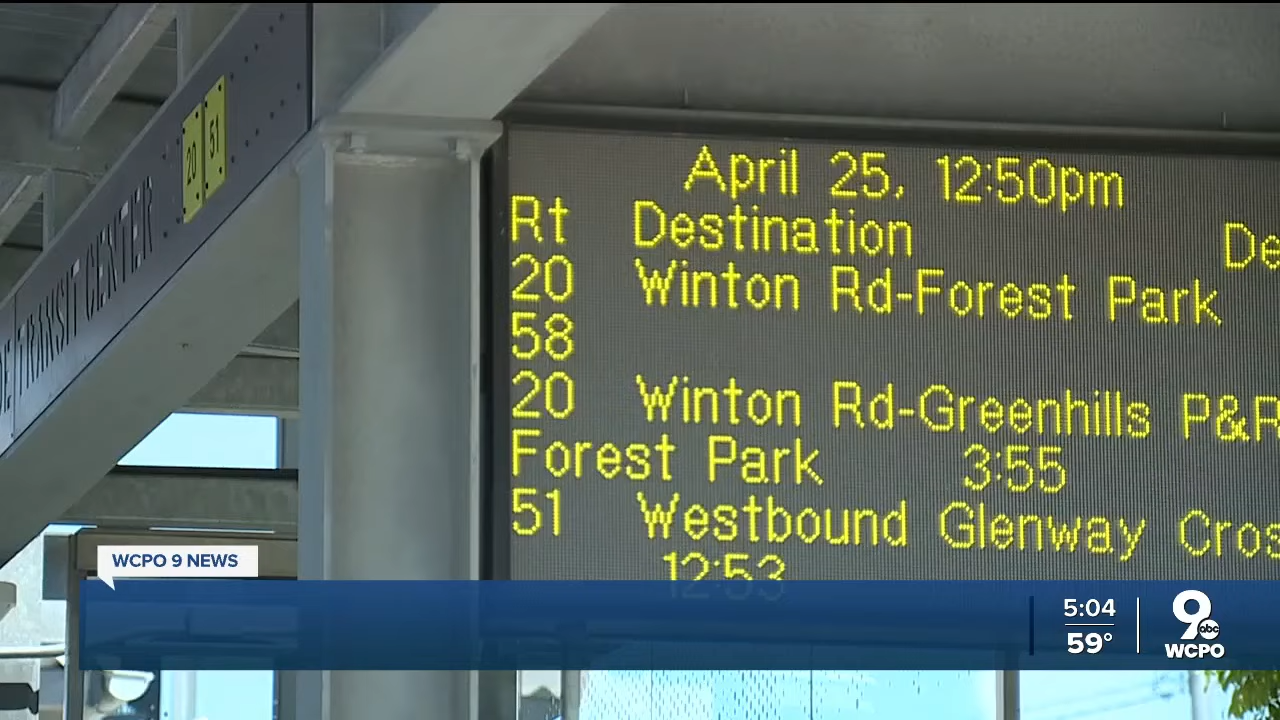 20 51
TRANSIT CENTER
April 25, 12:50pm
Rt Destination De
20 Winton Rd-Forest Park
58
20 Winton Rd-Greenhills P&R
Forest Park 3:55
51 Westbound Glenway Cros
12:53
WCPO 9 NEWS
5:04
59°
9 abc
WCPO